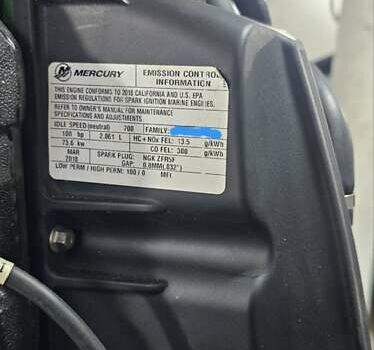 MERCURY
EMISSION CONTROL
INFORMATION
THIS ENGINE CONFORMS TO 2018 CALIFORNIA AND U.S. EPA
EMISSION REGULATIONS FOR SPARK IGNITION MARINE ENGINES.
REFER TO OWNER'S MANUAL FOR MAINTENANCE
SPECIFICATIONS AND ADJUSTMENTS.
IDLE SPEED (neutral) 700 FAMILY:
100 hp 2.061 L HC+NOx FEL: 13.5 g/kWh
73.6 kw CO FEL: 300 g/kWh
MAR SPARK PLUG: NGK ZFR5F
2018 GAP: 0.8MM(.032")
LOW PERM / HIGH PERM: 100 / 0 MFI